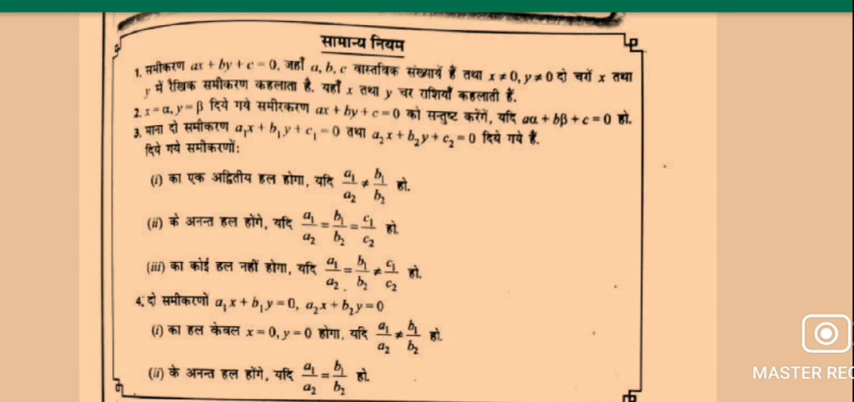 सामान्य नियम
1. समीकरण ax + by + c = 0, जहाँ a, b, c वास्तविक संख्यायें हैं तथा x ≠ 0, y ≠ 0 दो चरों x तथा
y में रैखिक समीकरण कहलाता है. यहाँ x तथा y चर राशियाँ कहलाती हैं.
2. x = α, y = β दिये गये समीरकरण ax + by + c = 0 को सन्तुष्ट करेंगें, यदि aα + bβ + c = 0 हो.
3. माना दो समीकरण a₁x + b₁y + c₁ = 0 तथा a₂x + b₂y + c₂ = 0 दिये गये हैं.
दिये गये समीकरणों:
(i) का एक अद्वितीय हल होगा, यदि a₁/a₂ ≠ b₁/b₂ हो.
(ii) के अनन्त हल होंगे, यदि a₁/a₂ = b₁/b₂ = c₁/c₂ हो.
(iii) का कोई हल नहीं होगा, यदि a₁/a₂ = b₁/b₂ ≠ c₁/c₂ हो.
4. दो समीकरणों a₁x + b₁y = 0, a₂x + b₂y = 0
(i) का हल केवल x = 0, y = 0 होगा, यदि a₁/a₂ ≠ b₁/b₂ हो.
(ii) के अनन्त हल होंगे, यदि a₁/a₂ = b₁/b₂ हो.
MASTER REC